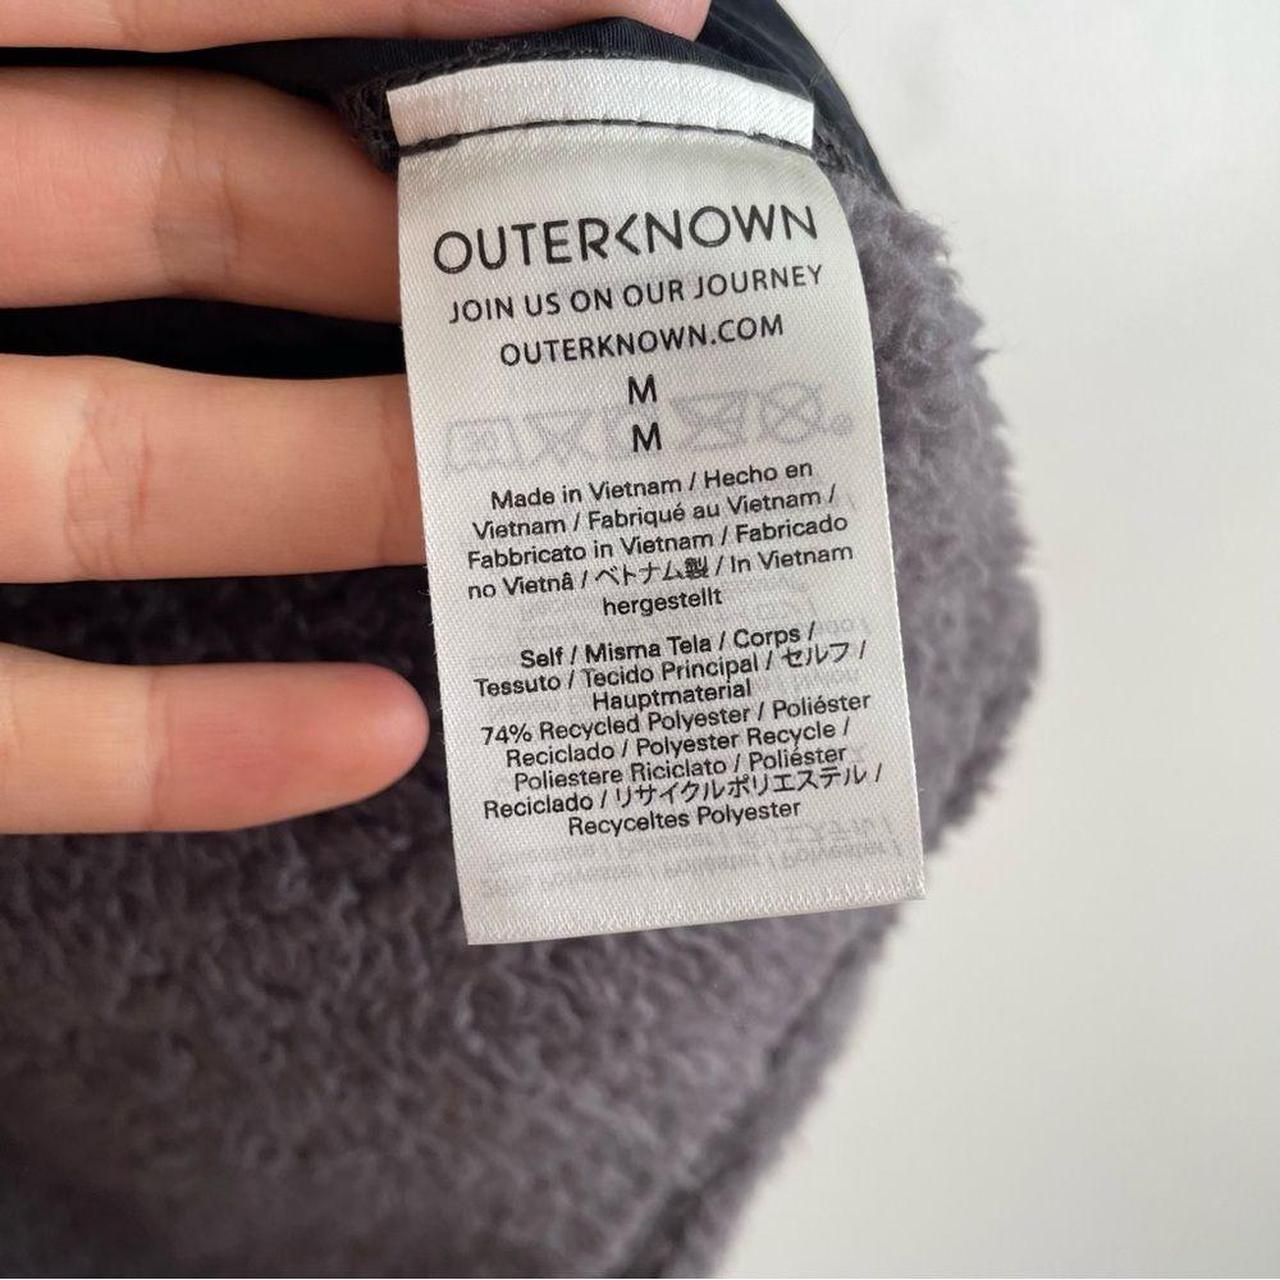 OUTERKNOWN
JOIN US ON OUR JOURNEY
OUTERKNOWN.COM
M
M
Made in Vietnam / Hecho en
Vietnam / Fabriqué au Vietnam /
Fabbricato in Vietnam / Fabricado
no Vietnâ / ベトナム製 / In Vietnam
hergestellt
Self / Misma Tela / Corps /
Tessuto / Tecido Principal / セルフ /
Hauptmaterial
74% Recycled Polyester / Poliéster
Reciclado / Polyester Recycle /
Poliestere Riciclato / Poliéster
Reciclado / リサイクルポリエステル /
Recyceltes Polyester